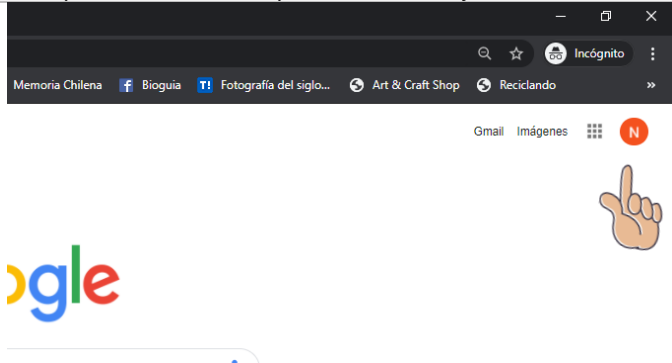 Incógnito
Memoria Chilena f Bioguia T! Fotografía del siglo... Art & Craft Shop Reciclando »
Gmail Imágenes N
ogle